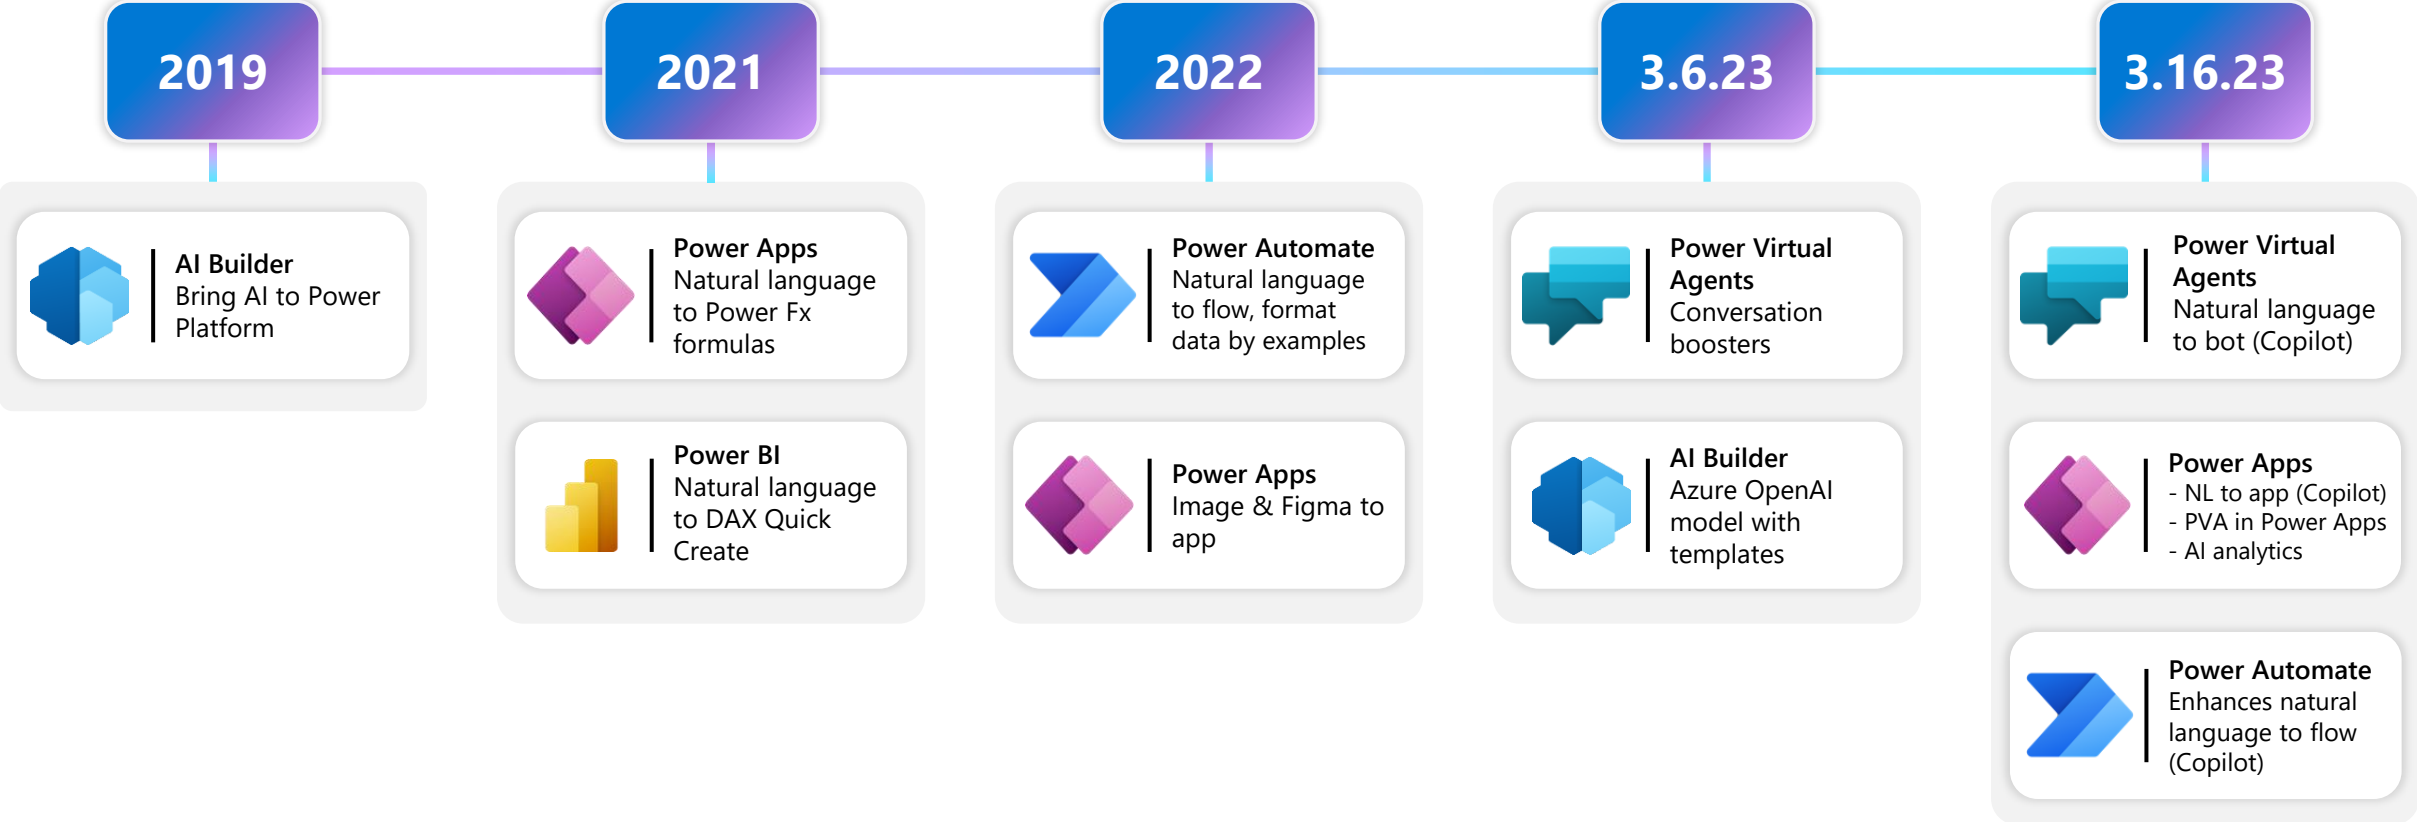 2019
2021
2022
3.6.23
3.16.23
AI Builder
Bring AI to Power
Platform
Power Apps
Natural language
to Power Fx
formulas
Power BI
Natural language
to DAX Quick
Create
Power Automate
Natural language
to flow, format
data by examples
Power Apps
Image & Figma to
app
Power Virtual
Agents
Conversation
boosters
AI Builder
Azure OpenAI
model with
templates
Power Virtual
Agents
Natural language
to bot (Copilot)
Power Apps
- NL to app (Copilot)
- PVA in Power Apps
- AI analytics
Power Automate
Enhances natural
language to flow
(Copilot)